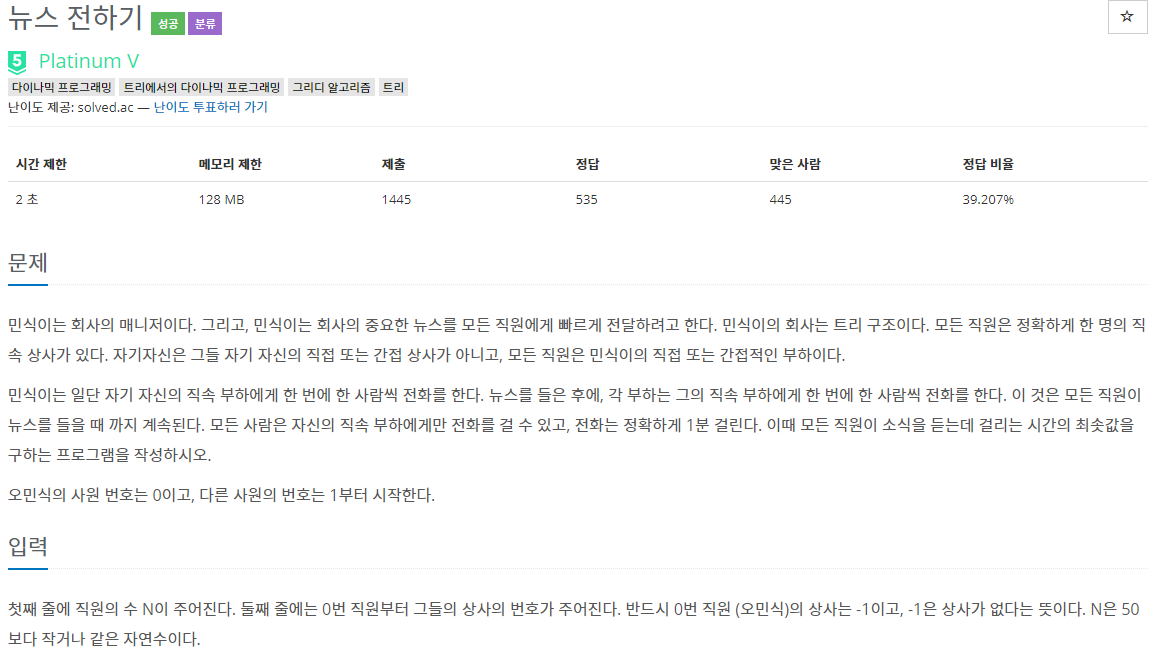 뉴스 전하기 성공 분류
☆
5 Platinum V
다이나믹 프로그래밍 트리에서의 다이나믹 프로그래밍 그리디 알고리즘 트리
난이도 제공: solved.ac — 난이도 투표하러 가기
시간 제한 메모리 제한 제출 정답 맞은 사람 정답 비율
2 초 128 MB 1445 535 445 39.207%
문제
민식이는 회사의 매니저이다. 그리고, 민식이는 회사의 중요한 뉴스를 모든 직원에게 빠르게 전달하려고 한다. 민식이의 회사는 트리 구조이다. 모든 직원은 정확하게 한 명의 직
속 상사가 있다. 자기자신은 그들 자기 자신의 직접 또는 간접 상사가 아니고, 모든 직원은 민식이의 직접 또는 간접적인 부하이다.
민식이는 일단 자기 자신의 직속 부하에게 한 번에 한 사람씩 전화를 한다. 뉴스를 들은 후에, 각 부하는 그의 직속 부하에게 한 번에 한 사람씩 전화를 한다. 이 것은 모든 직원이
뉴스를 들을 때 까지 계속된다. 모든 사람은 자신의 직속 부하에게만 전화를 걸 수 있고, 전화는 정확하게 1분 걸린다. 이때 모든 직원이 소식을 듣는데 걸리는 시간의 최솟값을
구하는 프로그램을 작성하시오.
오민식의 사원 번호는 0이고, 다른 사원의 번호는 1부터 시작한다.
입력
첫째 줄에 직원의 수 N이 주어진다. 둘째 줄에는 0번 직원부터 그들의 상사의 번호가 주어진다. 반드시 0번 직원 (오민식)의 상사는 -1이고, -1은 상사가 없다는 뜻이다. N은 50
보다 작거나 같은 자연수이다.